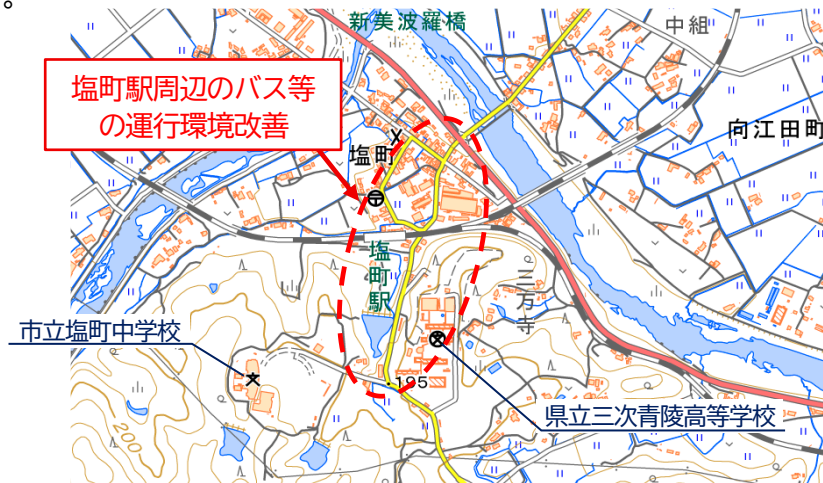 。
新美波羅橋
中組
塩町駅周辺のバス等
の運行環境改善
向江田町
塩町
塩町駅
三万寺
市立塩町中学校
195
県立三次青陵高等学校
200